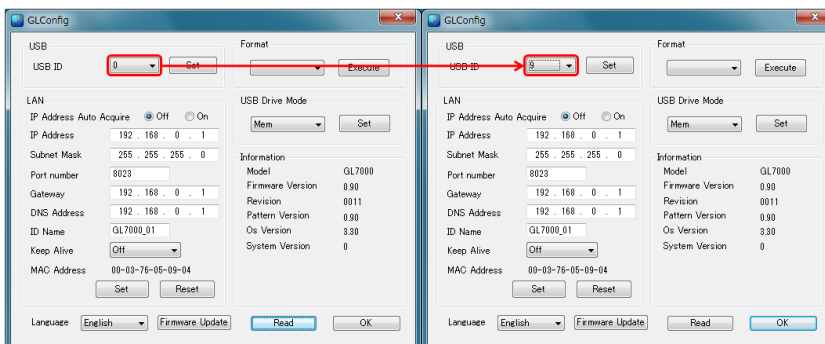 GLConfig
USB
USB ID 0 Set
Format
Execute
LAN
IP Address Auto Acquire Off On
IP Address 192 . 168 . 0 . 1
Subnet Mask 255 . 255 . 255 . 0
Port number 8023
Gateway 192 . 168 . 0 . 1
DNS Address 192 . 168 . 0 . 1
ID Name GL7000_01
Keep Alive Off
MAC Address 00-03-76-05-09-04
Set Reset
USB Drive Mode
Mem Set
Information
Model GL7000
Firmware Version 0.90
Revision 0011
Pattern Version 0.90
Os Version 3.30
System Version 0
Language English Firmware Update Read OK
GLConfig
USB
USB ID 9 Set
Format
Execute
LAN
IP Address Auto Acquire Off On
IP Address 192 . 168 . 0 . 1
Subnet Mask 255 . 255 . 255 . 0
Port number 8023
Gateway 192 . 168 . 0 . 1
DNS Address 192 . 168 . 0 . 1
ID Name GL7000_01
Keep Alive Off
MAC Address 00-03-76-05-09-04
Set Reset
USB Drive Mode
Mem Set
Information
Model GL7000
Firmware Version 0.90
Revision 0011
Pattern Version 0.90
Os Version 3.30
System Version 0
Language English Firmware Update Read OK